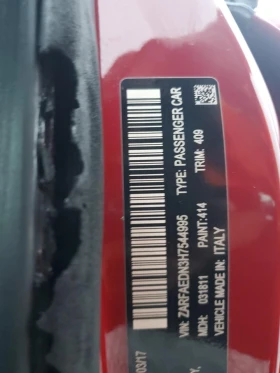 03/17
VIN: ZARFAEDN3H7544995
TYPE: PASSENGER CAR
MDH: 031811 PAINT:414 TRIM: 409
VEHICLE MADE IN: ITALY